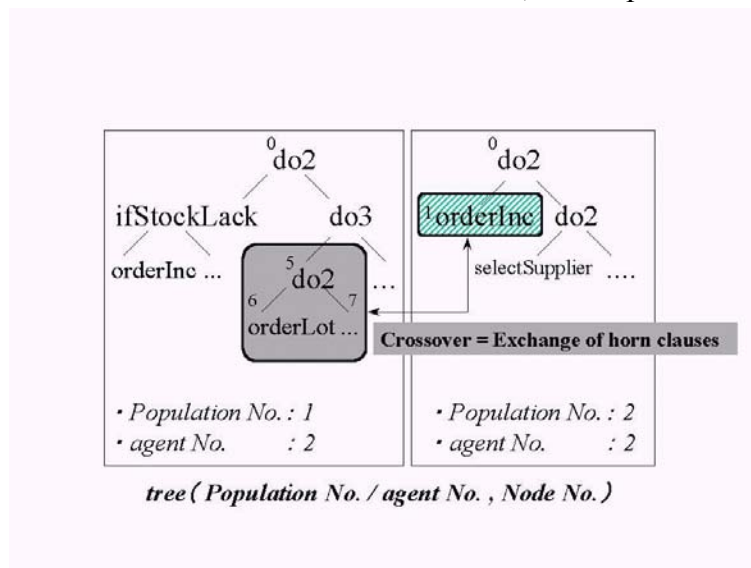 0 do2
ifStockLack do3
orderInc ...
5 do2 ...
6 7
orderLot ...
・Population No. : 1
・agent No. : 2
0 do2
1 orderInc do2
selectSupplier ....
Crossover = Exchange of horn clauses
・Population No. : 2
・agent No. : 2
tree ( Population No. / agent No. , Node No. )